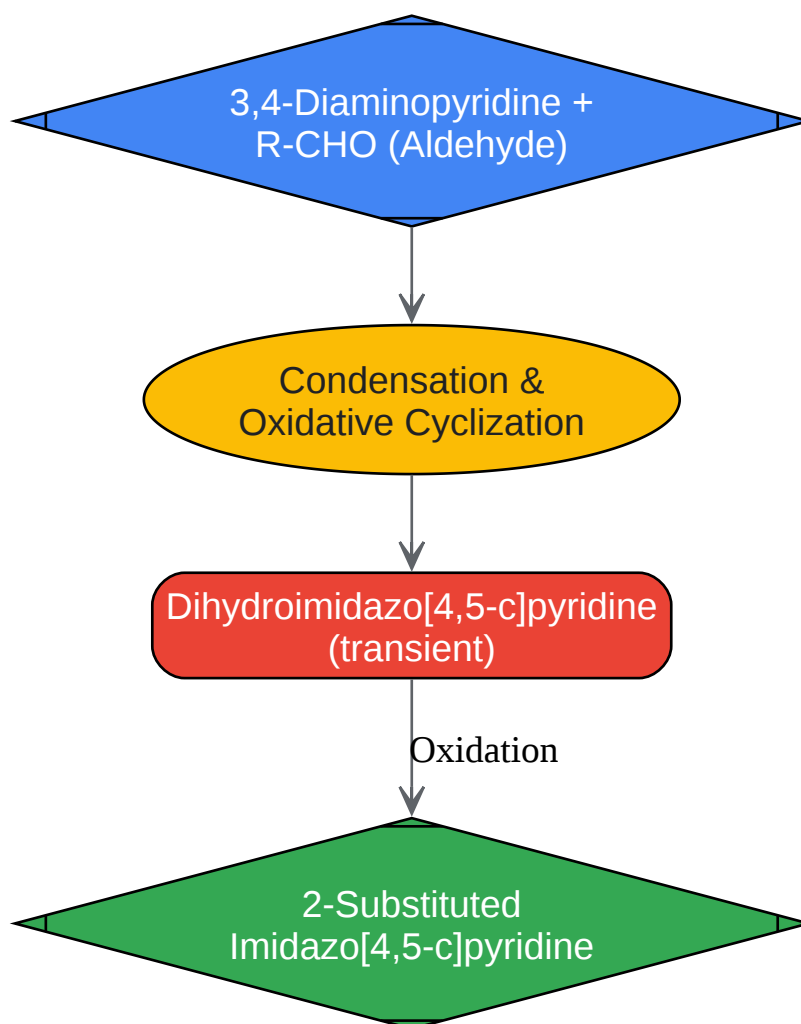 3,4-Diaminopyridine +
R-CHO (Aldehyde)
Condensation &
Oxidative Cyclization
Dihydroimidazo[4,5-c]pyridine
(transient)
Oxidation
2-Substituted
Imidazo[4,5-c]pyridine